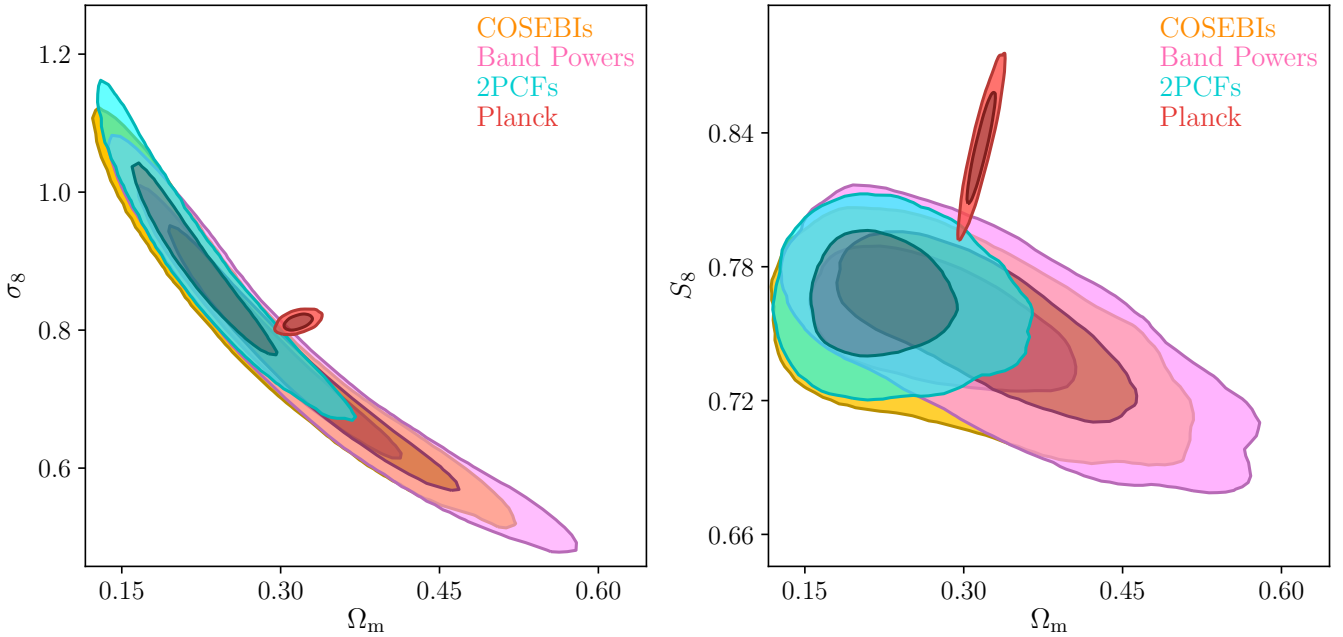 COSEBIs
Band Powers
2PCFs
Planck
1.2
1.0
0.8
0.6
σ₈
0.15
0.30
0.45
0.60
Ωₘ
COSEBIs
Band Powers
2PCFs
Planck
0.84
0.78
0.72
0.66
S₈
0.15
0.30
0.45
0.60
Ωₘ